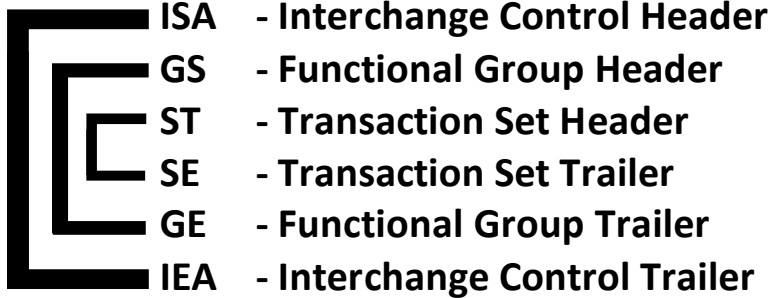 ISA - Interchange Control Header
GS - Functional Group Header
ST - Transaction Set Header
SE - Transaction Set Trailer
GE - Functional Group Trailer
IEA - Interchange Control Trailer